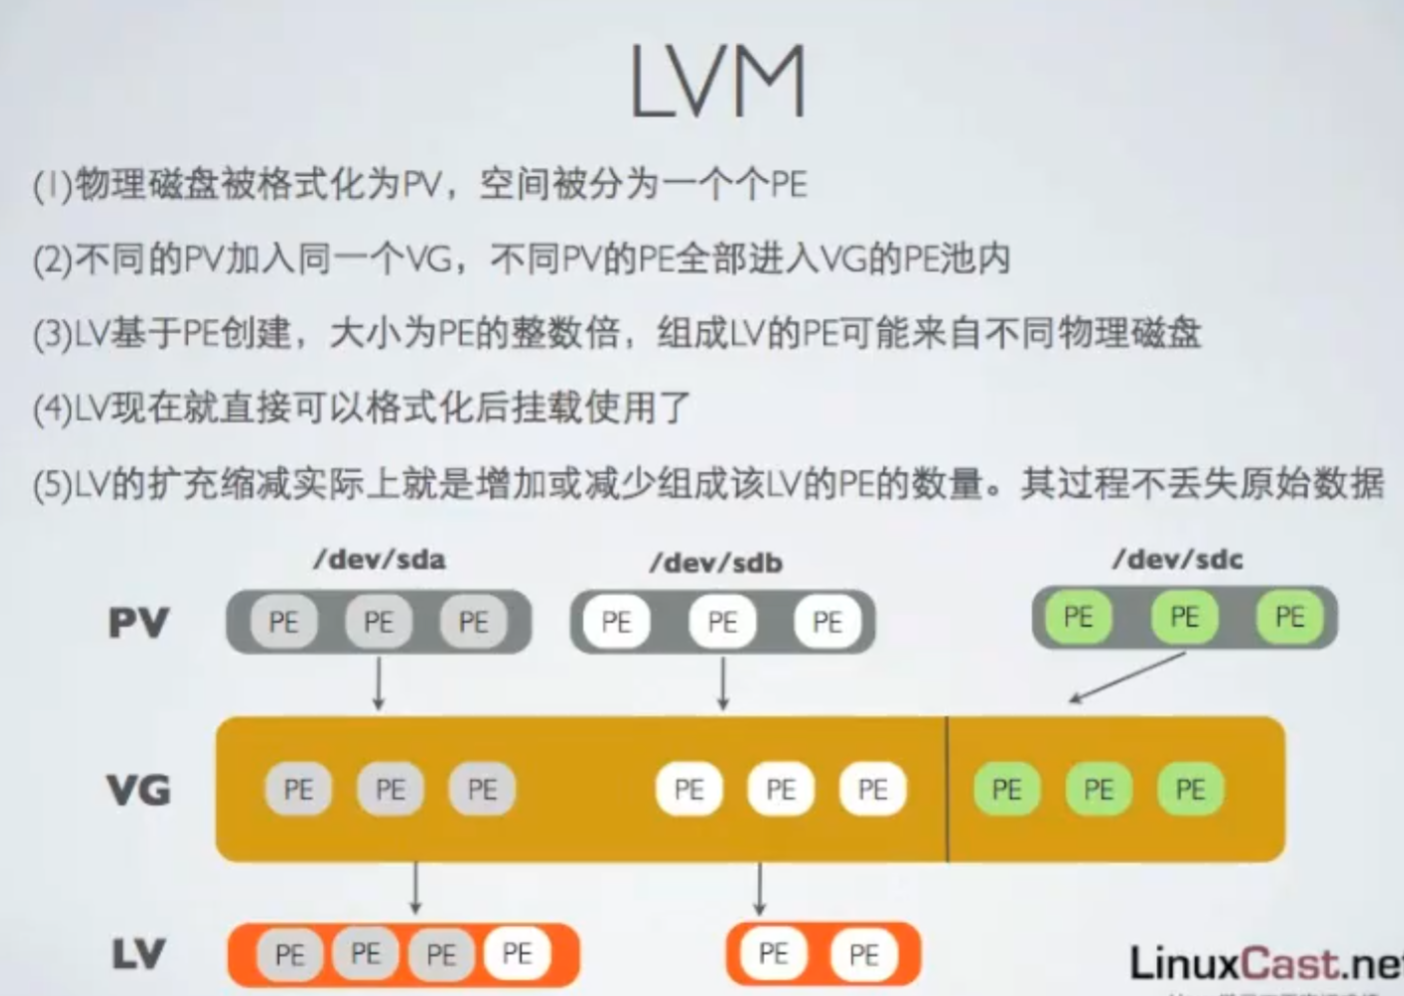 LVM
(1)物理磁盘被格式化为PV，空间被分为一个个PE
(2)不同的PV加入同一个VG，不同PV的PE全部进入VG的PE池内
(3)LV基于PE创建，大小为PE的整数倍，组成LV的PE可能来自不同物理磁盘
(4)LV现在就直接可以格式化后挂载使用了
(5)LV的扩充缩减实际上就是增加或减少组成该LV的PE的数量。其过程不丢失原始数据
/dev/sda /dev/sdb /dev/sdc
PV PE PE PE PE PE PE PE PE PE
VG PE PE PE PE PE PE PE PE PE
LV PE PE PE PE PE PE
LinuxCast.net